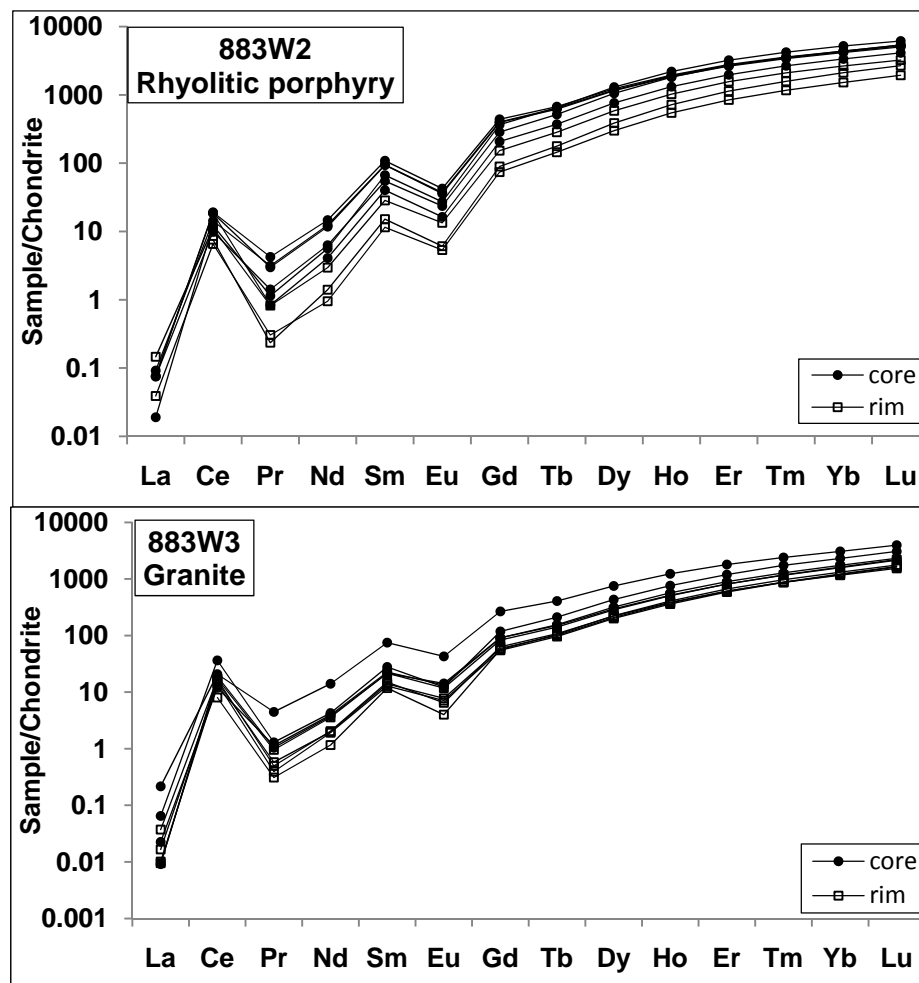 10000
883W2
Rhyolitic porphyry
1000
100
10
1
0.1
0.01
Sample/Chondrite
core
rim
La Ce Pr Nd Sm Eu Gd Tb Dy Ho Er Tm Yb Lu
10000
883W3
Granite
1000
100
10
1
0.1
0.01
0.001
Sample/Chondrite
core
rim
La Ce Pr Nd Sm Eu Gd Tb Dy Ho Er Tm Yb Lu